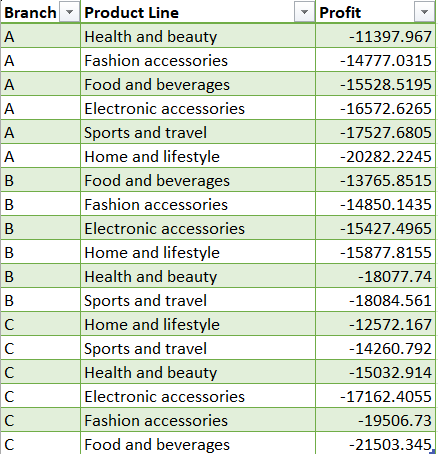 Branch Product Line Profit
A Health and beauty -11397.967
A Fashion accessories -14777.0315
A Food and beverages -15528.5195
A Electronic accessories -16572.6265
A Sports and travel -17527.6805
A Home and lifestyle -20282.2245
B Food and beverages -13765.8515
B Fashion accessories -14850.1435
B Electronic accessories -15427.4965
B Home and lifestyle -15877.8155
B Health and beauty -18077.74
B Sports and travel -18084.561
C Home and lifestyle -12572.167
C Sports and travel -14260.792
C Health and beauty -15032.914
C Electronic accessories -17162.4055
C Fashion accessories -19506.73
C Food and beverages -21503.345